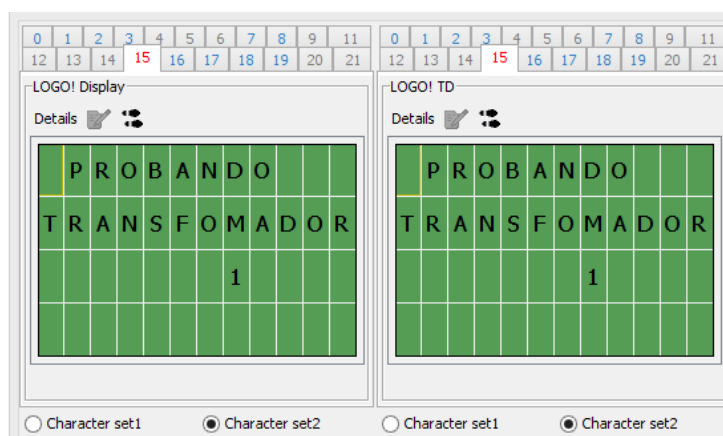 0 1 2 3 4 5 6 7 8 9 11
12 13 14 15 16 17 18 19 20 21
LOGO! Display
Details
PROBANDO
TRANSFOMADOR
1
Character set1 Character set2
0 1 2 3 4 5 6 7 8 9 11
12 13 14 15 16 17 18 19 20 21
LOGO! TD
Details
PROBANDO
TRANSFOMADOR
1
Character set1 Character set2